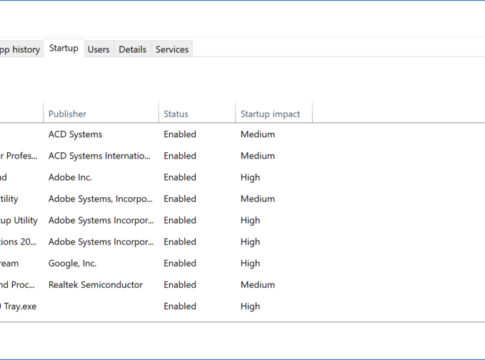 pp history Startup Users Details Services
Publisher Status Startup impact
ACD Systems Enabled Medium
r Profes... ACD Systems Internatio... Enabled Medium
ud Adobe Inc. Enabled High
tility Adobe Systems, Incorpo... Enabled Medium
tup Utility Adobe Systems Incorpor... Enabled High
tions 20... Adobe Systems Incorpor... Enabled High
ream Google, Inc. Enabled High
nd Proc... Realtek Semiconductor Enabled Medium
Tray.exe Enabled High